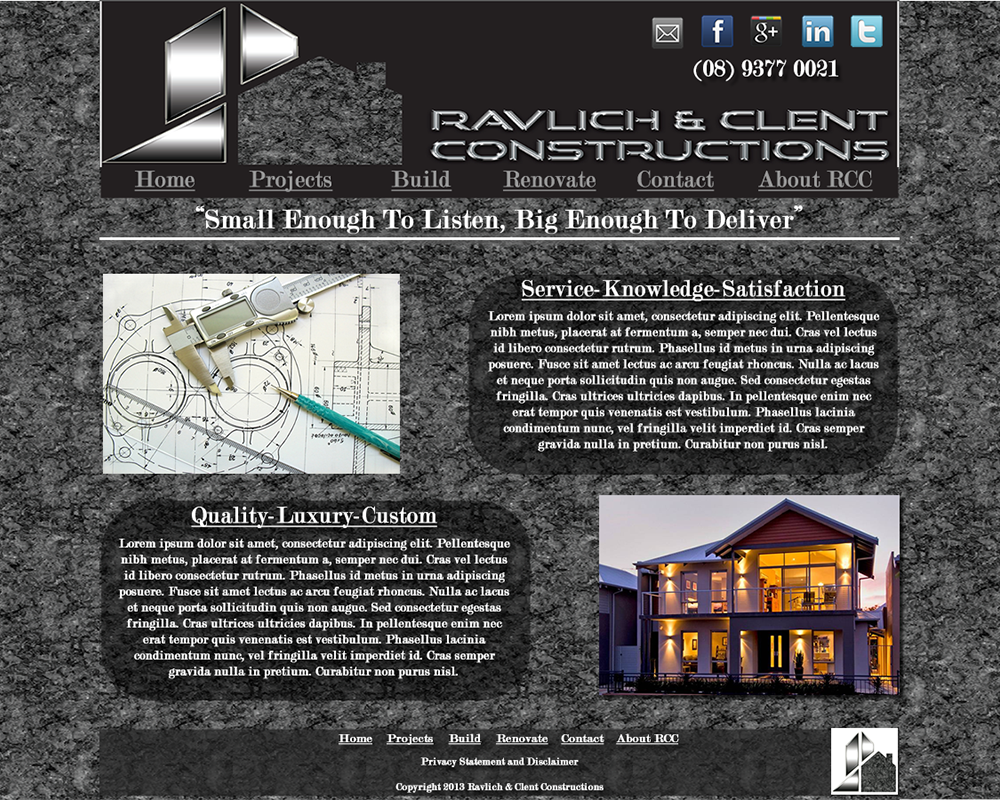 (08) 9377 0021
RAVLICH & CLENT
CONSTRUCTIONS
Home Projects Build Renovate Contact About RCC
“Small Enough To Listen, Big Enough To Deliver”
Service-Knowledge-Satisfaction
Lorem ipsum dolor sit amet, consectetur adipiscing elit. Pellentesque
nibh metus, placerat at fermentum a, semper nec dui. Cras vel lectus
id libero consectetur rutrum. Phasellus id metus in urna adipiscing
posuere. Fusce sit amet lectus ac arcu feugiat rhoncus. Nulla ac lacus
et neque porta sollicitudin quis non augue. Sed consectetur egestas
fringilla. Cras ultrices ultricies dapibus. In pellentesque enim nec
erat tempor quis venenatis est vestibulum. Phasellus lacinia
condimentum nunc, vel fringilla velit imperdiet id. Cras semper
gravida nulla in pretium. Curabitur non purus nisl.
Quality-Luxury-Custom
Lorem ipsum dolor sit amet, consectetur adipiscing elit. Pellentesque
nibh metus, placerat at fermentum a, semper nec dui. Cras vel lectus
id libero consectetur rutrum. Phasellus id metus in urna adipiscing
posuere. Fusce sit amet lectus ac arcu feugiat rhoncus. Nulla ac lacus
et neque porta sollicitudin quis non augue. Sed consectetur egestas
fringilla. Cras ultrices ultricies dapibus. In pellentesque enim nec
erat tempor quis venenatis est vestibulum. Phasellus lacinia
condimentum nunc, vel fringilla velit imperdiet id. Cras semper
gravida nulla in pretium. Curabitur non purus nisl.
Home Projects Build Renovate Contact About RCC
Privacy Statement and Disclaimer
Copyright 2013 Ravlich & Clent Constructions